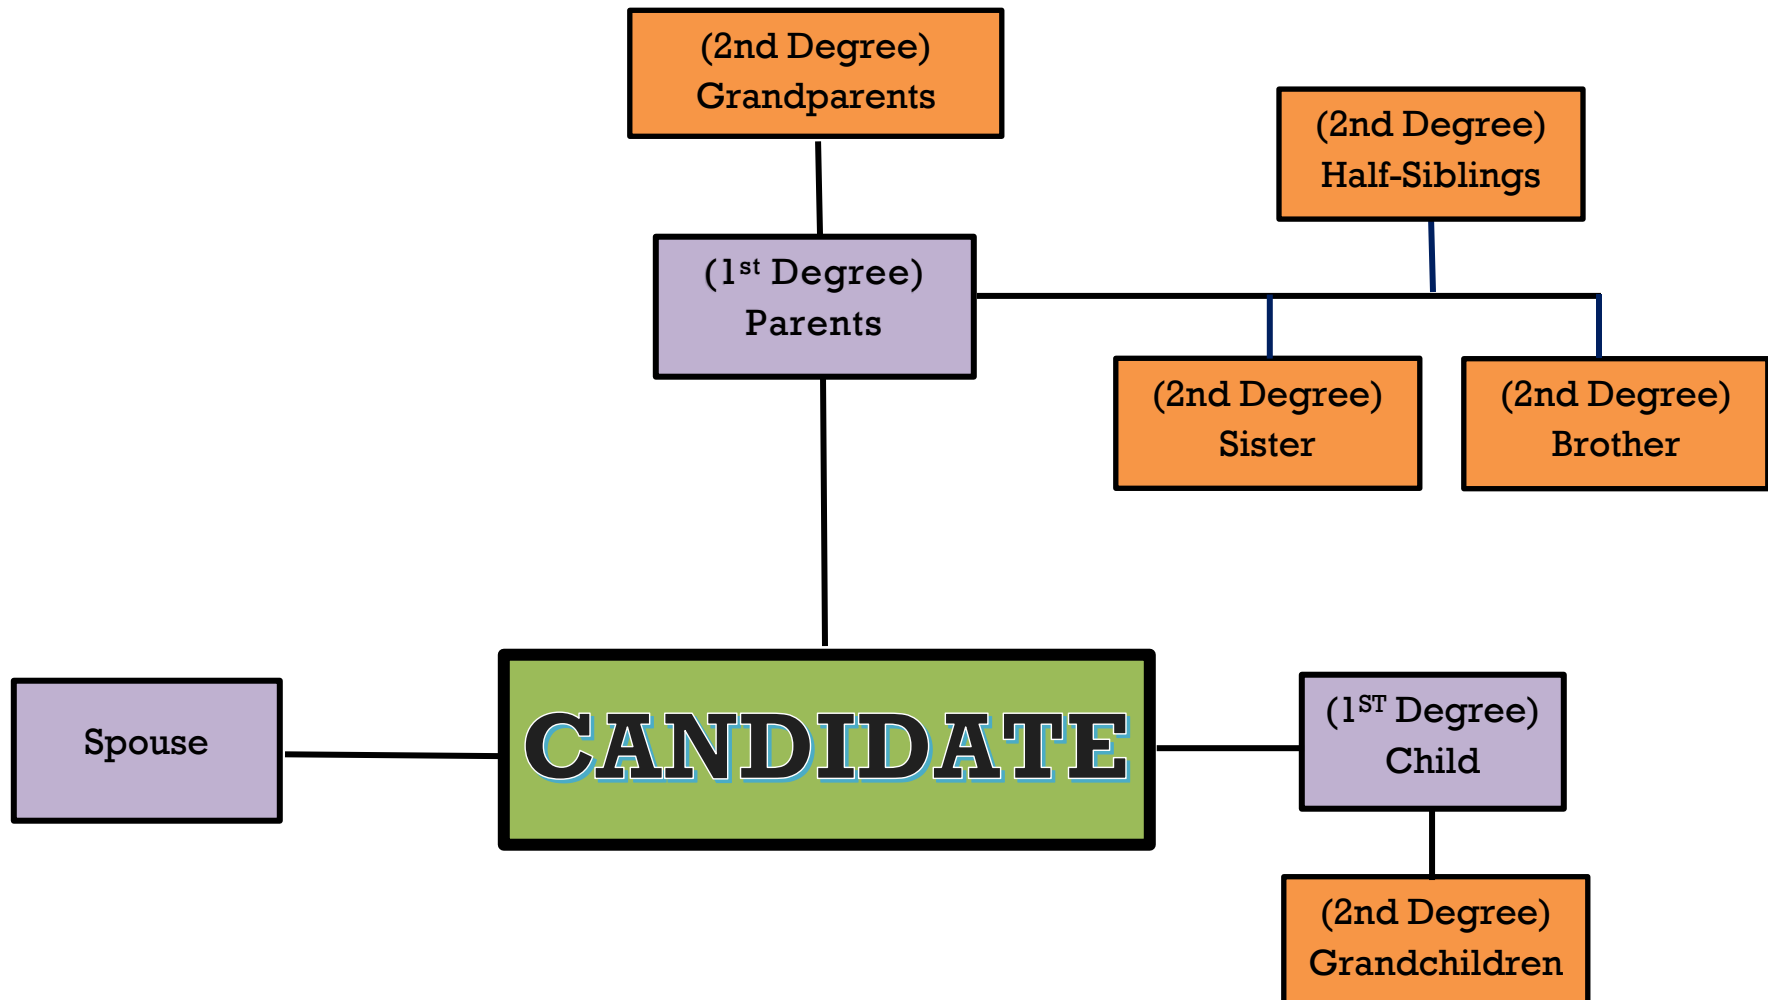 (2nd Degree)
Grandparents
(2nd Degree)
Half-Siblings
(1st Degree)
Parents
(2nd Degree)
Sister
(2nd Degree)
Brother
Spouse
CANDIDATE
(1ST Degree)
Child
(2nd Degree)
Grandchildren